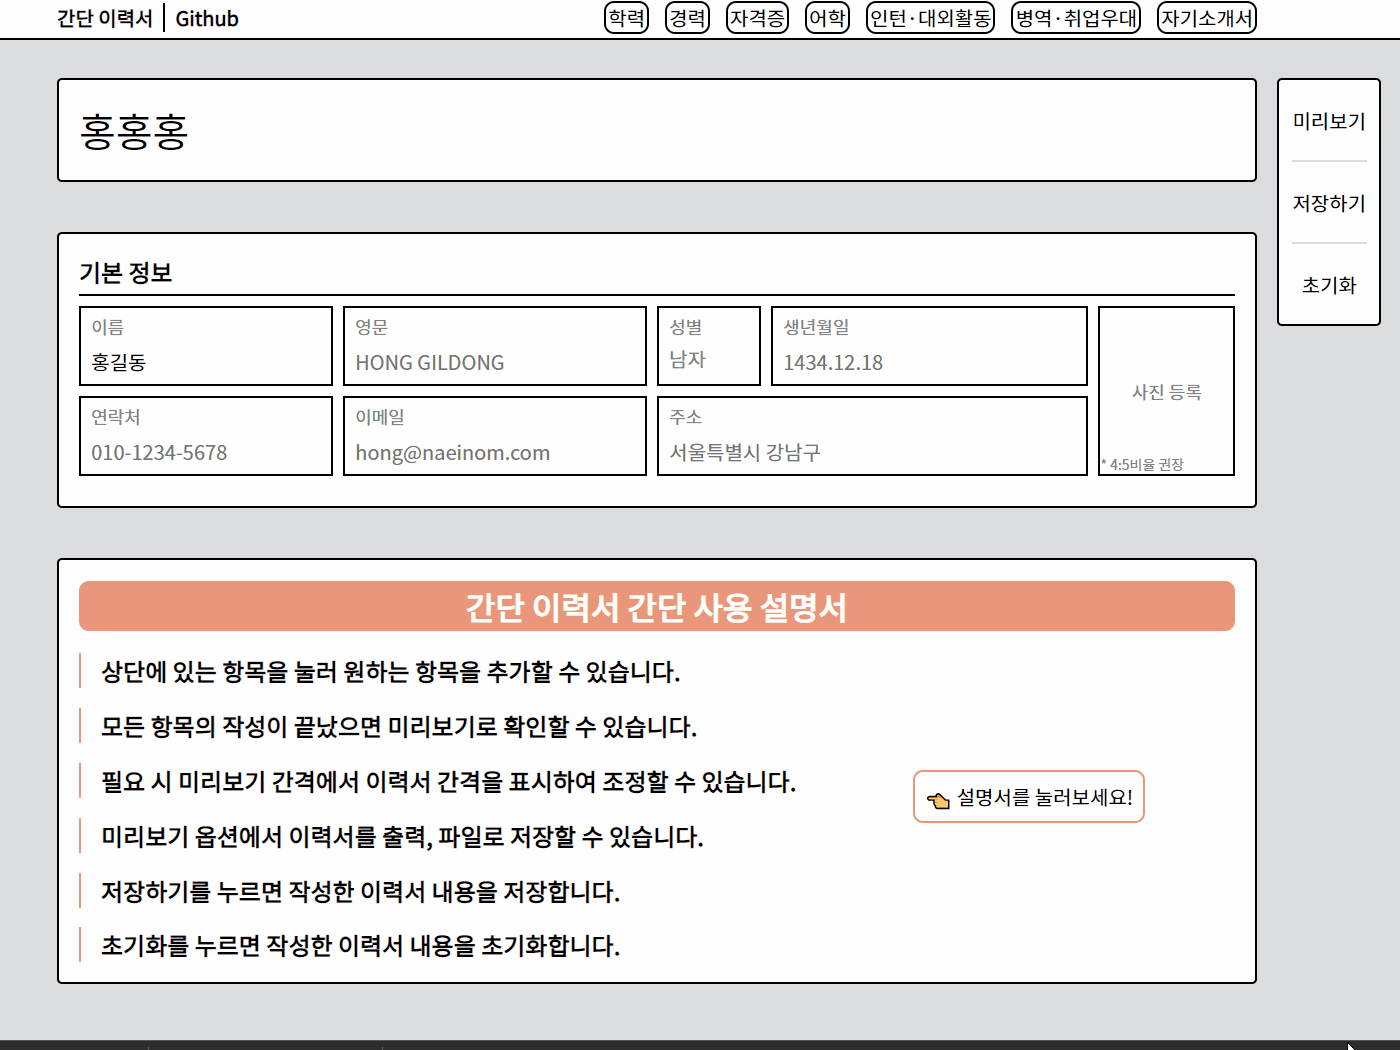 간단 이력서 Github 학력 경력 자격증 어학 인턴·대외활동 병역·취업우대 자기소개서
홍홍홍
미리보기
저장하기
초기화
기본 정보
이름 영문 성별 생년월일
홍길동 HONG GILDONG 남자 1434.12.18
사진 등록
연락처 이메일 주소
010-1234-5678 hong@naeinom.com 서울특별시 강남구
* 4:5비율 권장
간단 이력서 간단 사용 설명서
상단에 있는 항목을 눌러 원하는 항목을 추가할 수 있습니다.
모든 항목의 작성이 끝났으면 미리보기로 확인할 수 있습니다.
필요 시 미리보기 간격에서 이력서 간격을 표시하여 조정할 수 있습니다.
👈 설명서를 눌러보세요!
미리보기 옵션에서 이력서를 출력, 파일로 저장할 수 있습니다.
저장하기를 누르면 작성한 이력서 내용을 저장합니다.
초기화를 누르면 작성한 이력서 내용을 초기화합니다.